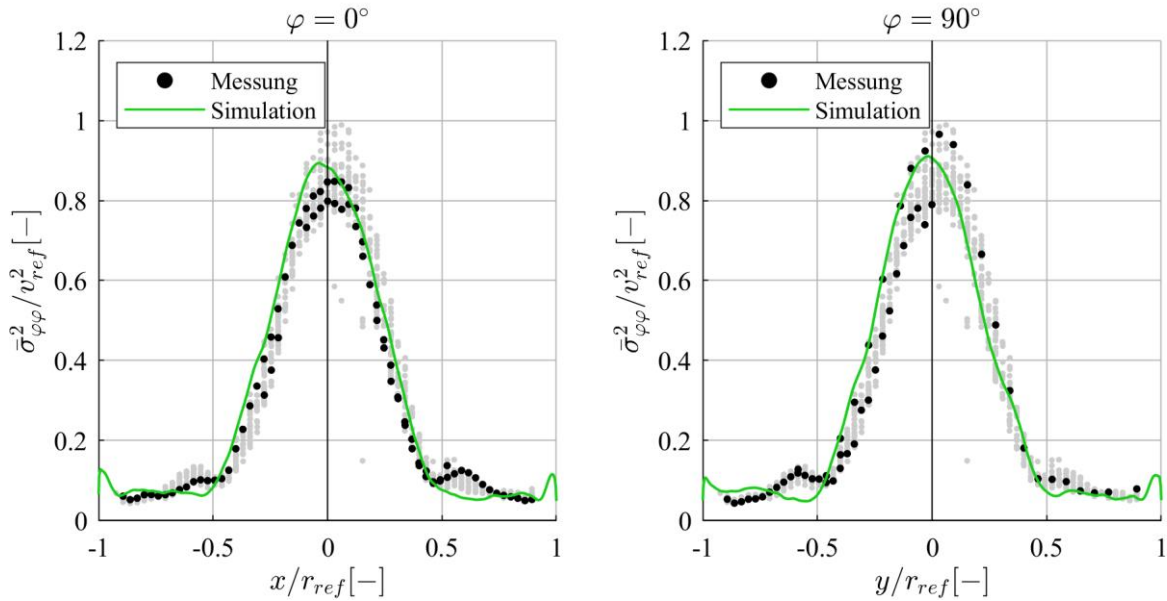 φ = 0°
1.2
1
0.8
0.6
0.4
0.2
0
Messung
Simulation
σ̄²φφ/v²ref[−]
-1
-0.5
0
0.5
1
x/rref[−]
φ = 90°
1.2
1
0.8
0.6
0.4
0.2
0
Messung
Simulation
σ̄²φφ/v²ref[−]
-1
-0.5
0
0.5
1
y/rref[−]